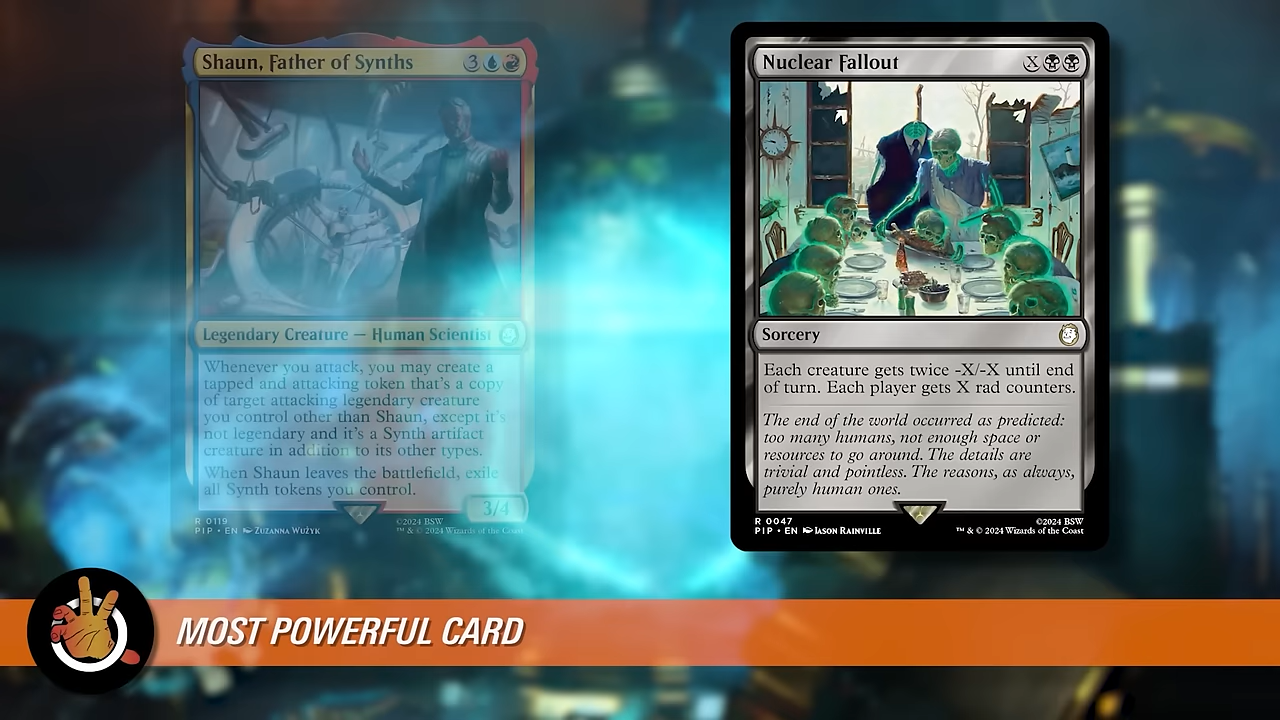 Shaun, Father of Synths 3
Legendary Creature — Human Scientist
Whenever you attack, you may create a
tapped and attacking token that's a copy
of target attacking legendary creature
you control other than Shaun, except it's
not legendary and it's a Synth artifact
creature in addition to its other types.
When Shaun leaves the battlefield, exile
all Synth tokens you control.
3/4
R 0119
PIP • EN Zuzanna Wużyk
©2024 BSW
™ & © 2024 Wizards of the Coast
Nuclear Fallout X
Sorcery
Each creature gets twice -X/-X until end
of turn. Each player gets X rad counters.
The end of the world occurred as predicted:
too many humans, not enough space or
resources to go around. The details are
trivial and pointless. The reasons, as always,
purely human ones.
R 0047
PIP • EN Jason Rainville
©2024 BSW
™ & © 2024 Wizards of the Coast
MOST POWERFUL CARD